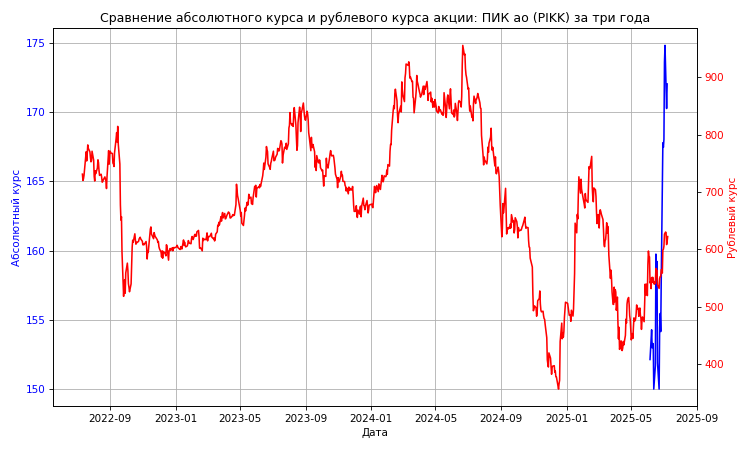 Сравнение абсолютного курса и рублевого курса акции: ПИК ао (PIKK) за три года
175
170
165
160
155
150
Абсолютный курс
900
800
700
600
500
400
Рублевый курс
2022-09 2023-01 2023-05 2023-09 2024-01 2024-05 2024-09 2025-01 2025-05 2025-09
Дата